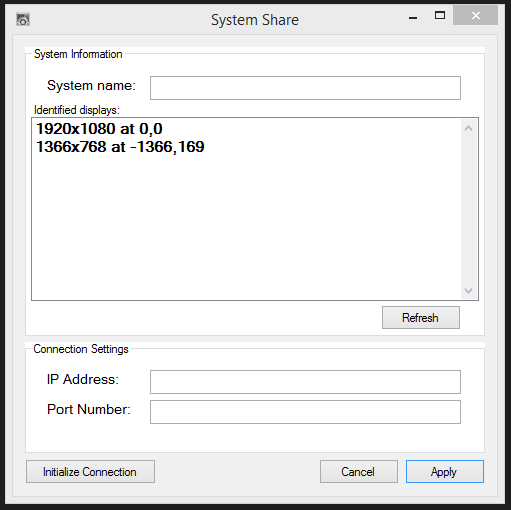 System Share
System Information
System name:
Identified displays:
1920x1080 at 0,0
1366x768 at -1366,169
Refresh
Connection Settings
IP Address:
Port Number:
Initialize Connection
Cancel
Apply